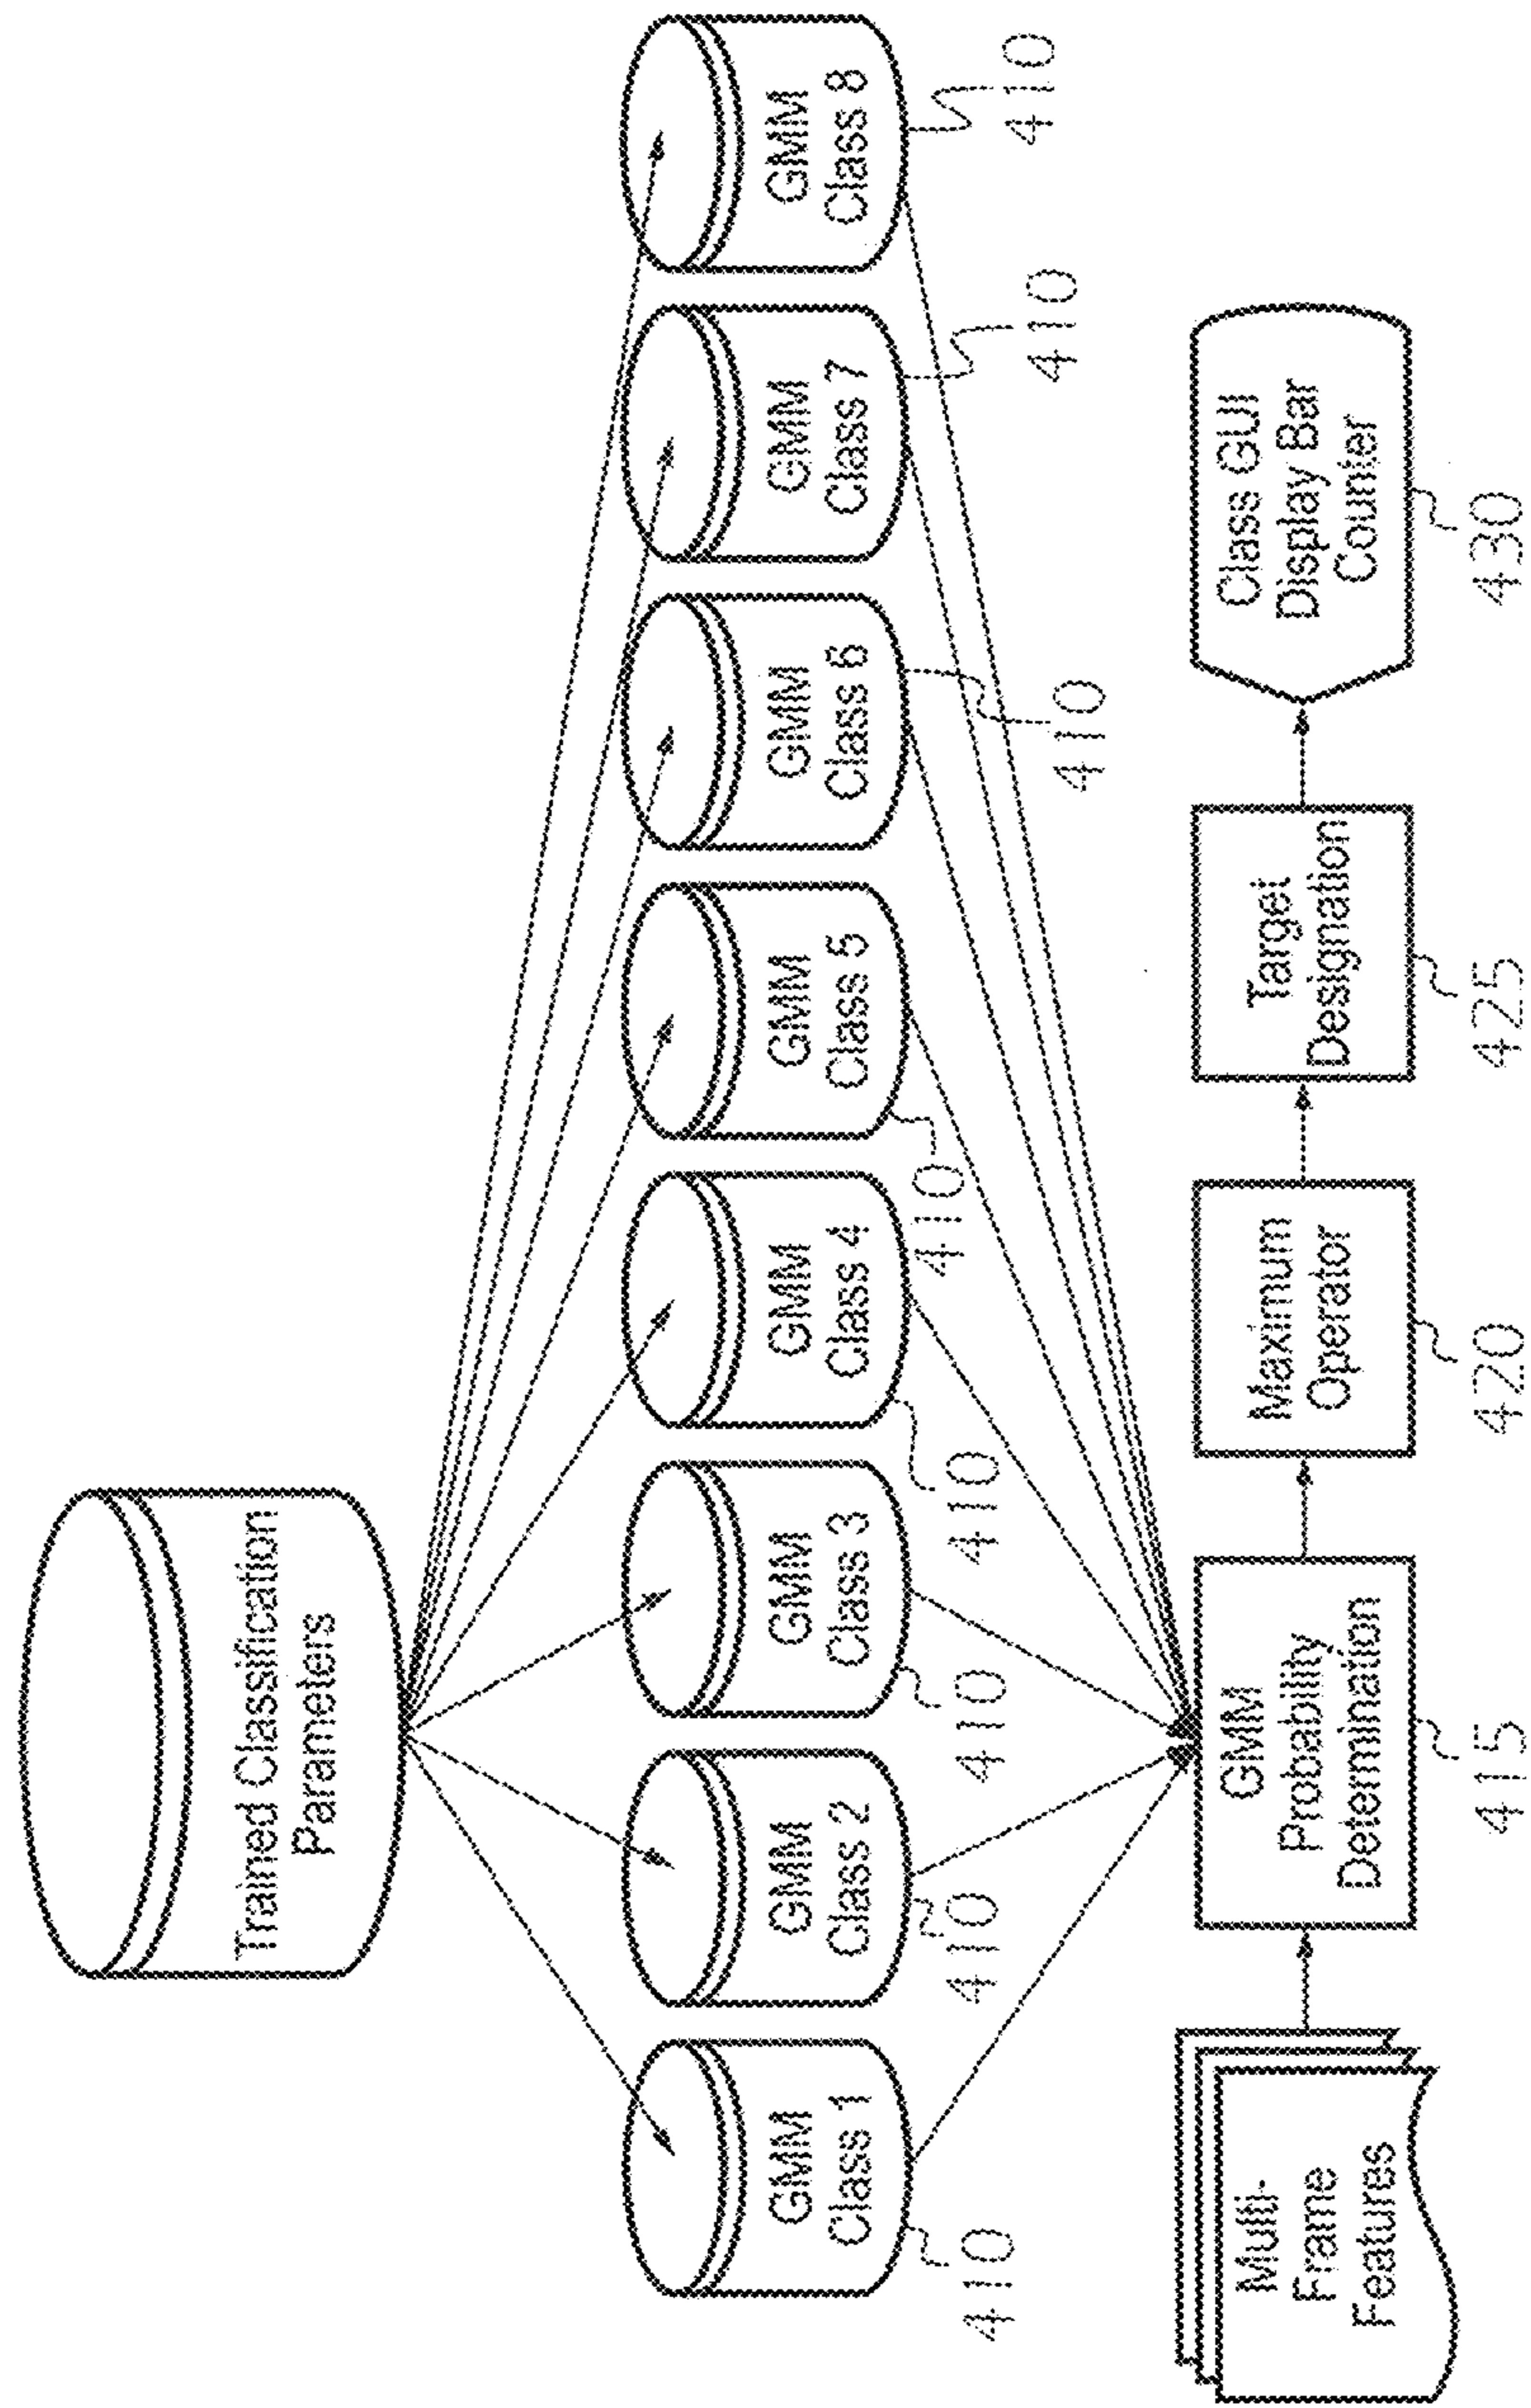 Trained Classification
Parameters
GMM
Class 1
GMM
Class 2
GMM
Class 3
GMM
Class 4
GMM
Class 5
GMM
Class 6
GMM
Class 7
GMM
Class 8
410
410
410
410
410
410
410
410
Multi-
Frame
Features
GMM
Probability
Determination
Maximum
Operator
Target
Designation
Class GUI
Display Bar
Counter
415
420
425
430